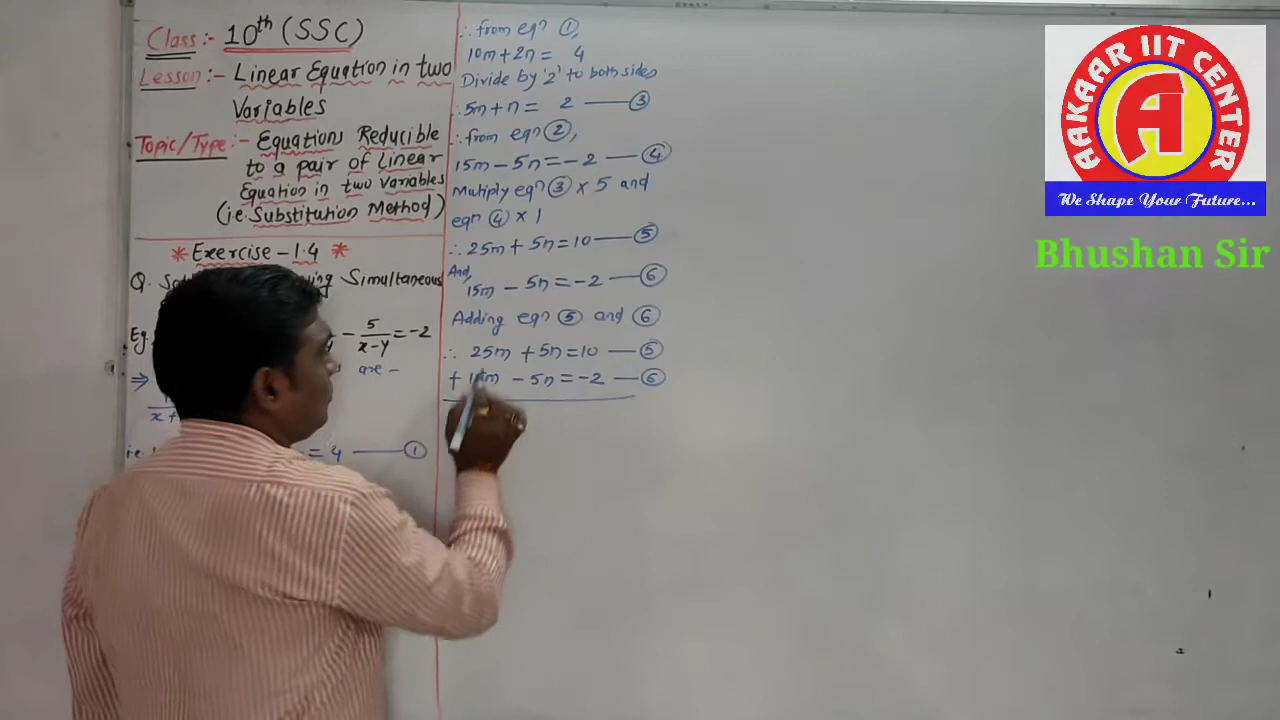 Class:- 10th (SSC)
Lesson:- Linear Equation in two
Variables
Topic/Type:- Equations Reducible
to a pair of linear
Equation in two variables
(i.e. Substitution Method)
* Exercise - 1.4 *
Q. Simultaneous
Eg. - 5/(x-y) = -2
⇒ are -
i.e. = 4 — ①
∴ from eqn ①,
10m + 2n = 4
Divide by '2' to both sides
∴ 5m + n = 2 — ③
∴ from eqn ②,
15m - 5n = -2 — ④
Multiply eqn ③ × 5 and
eqn ④ × 1
∴ 25m + 5n = 10 — ⑤
And,
15m - 5n = -2 — ⑥
Adding eqn ⑤ and ⑥
∴ 25m + 5n = 10 — ⑤
+ 15m - 5n = -2 — ⑥
AAKAAR IIT CENTER
A
We Shape Your Future...
Bhushan Sir